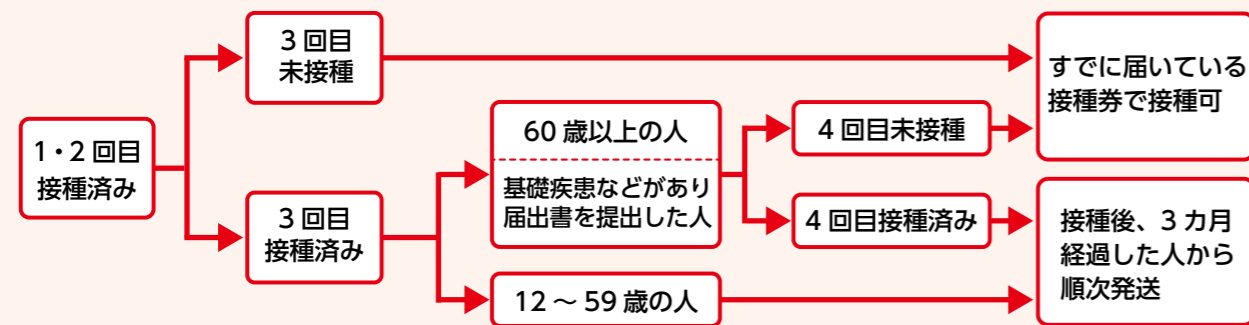 1・2 回目
接種済み
3 回目
未接種
3 回目
接種済み
60 歳以上の人
基礎疾患などがあり
届出書を提出した人
12 ～ 59 歳の人
4 回目未接種
4 回目接種済み
すでに届いている
接種券で接種可
接種後、3 カ月
経過した人から
順次発送